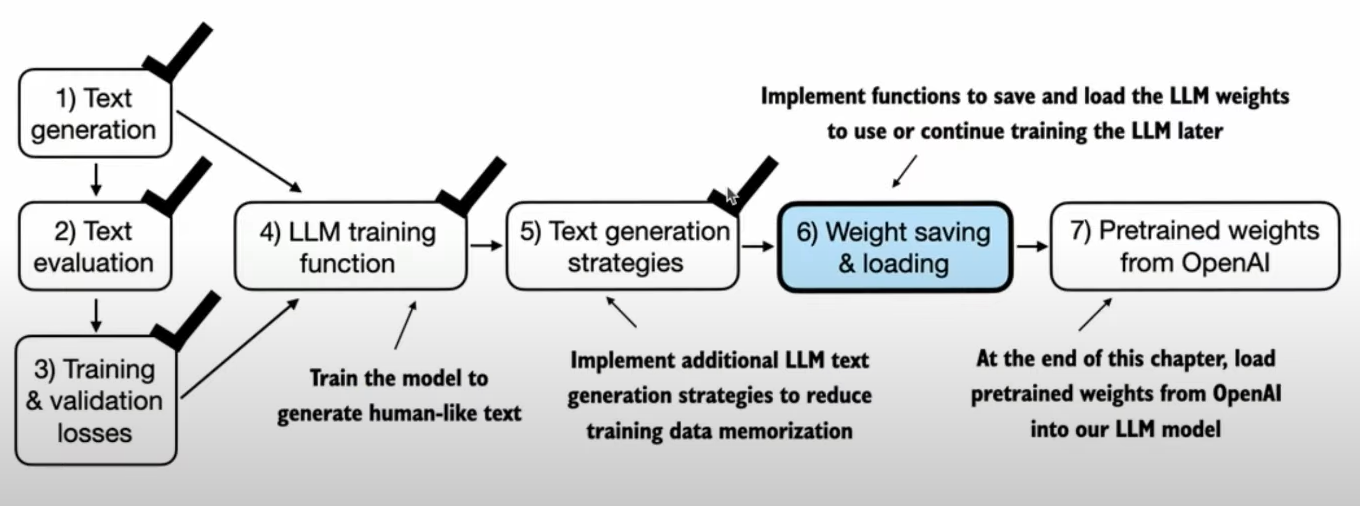 1) Text
generation
2) Text
evaluation
3) Training
& validation
losses
4) LLM training
function
Train the model to
generate human-like text
5) Text generation
strategies
Implement additional LLM text
generation strategies to reduce
training data memorization
Implement functions to save and load the LLM weights
to use or continue training the LLM later
6) Weight saving
& loading
7) Pretrained weights
from OpenAI
At the end of this chapter, load
pretrained weights from OpenAI
into our LLM model